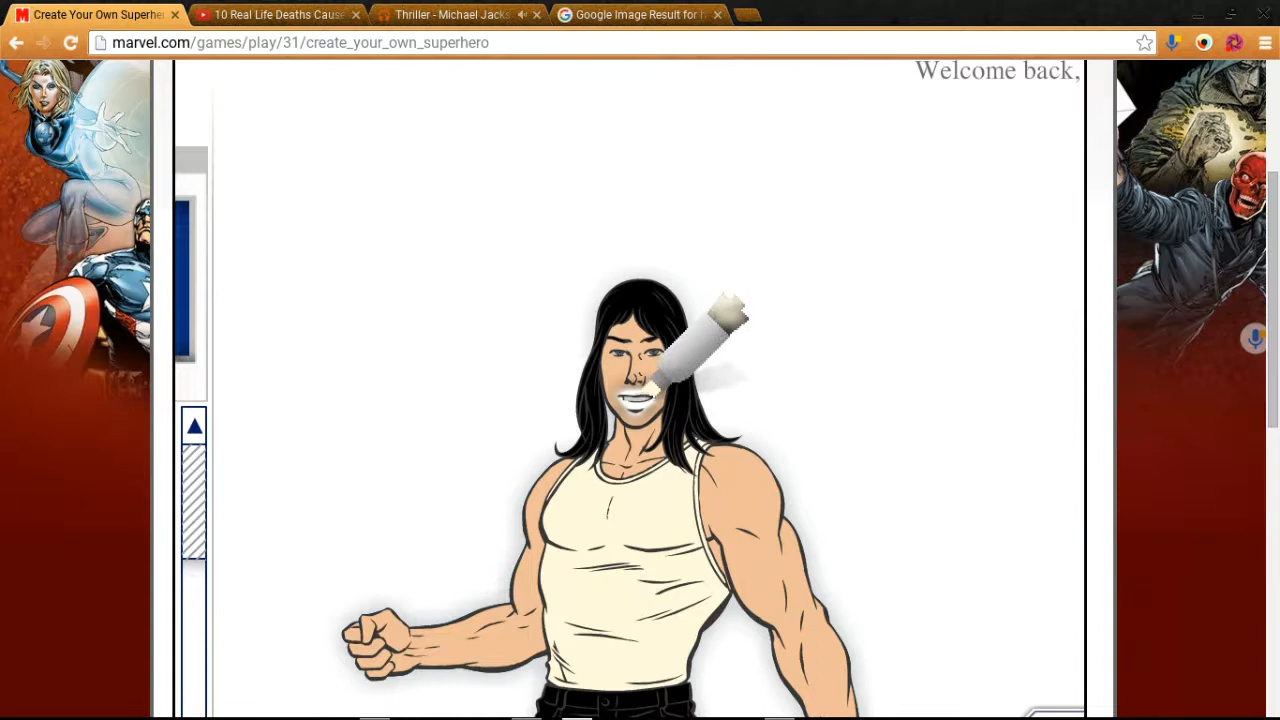 Create Your Own Superhe
10 Real Life Deaths Cause
Thriller - Michael Jacks
Google Image Result for h
marvel.com/games/play/31/create_your_own_superhero
Welcome back,